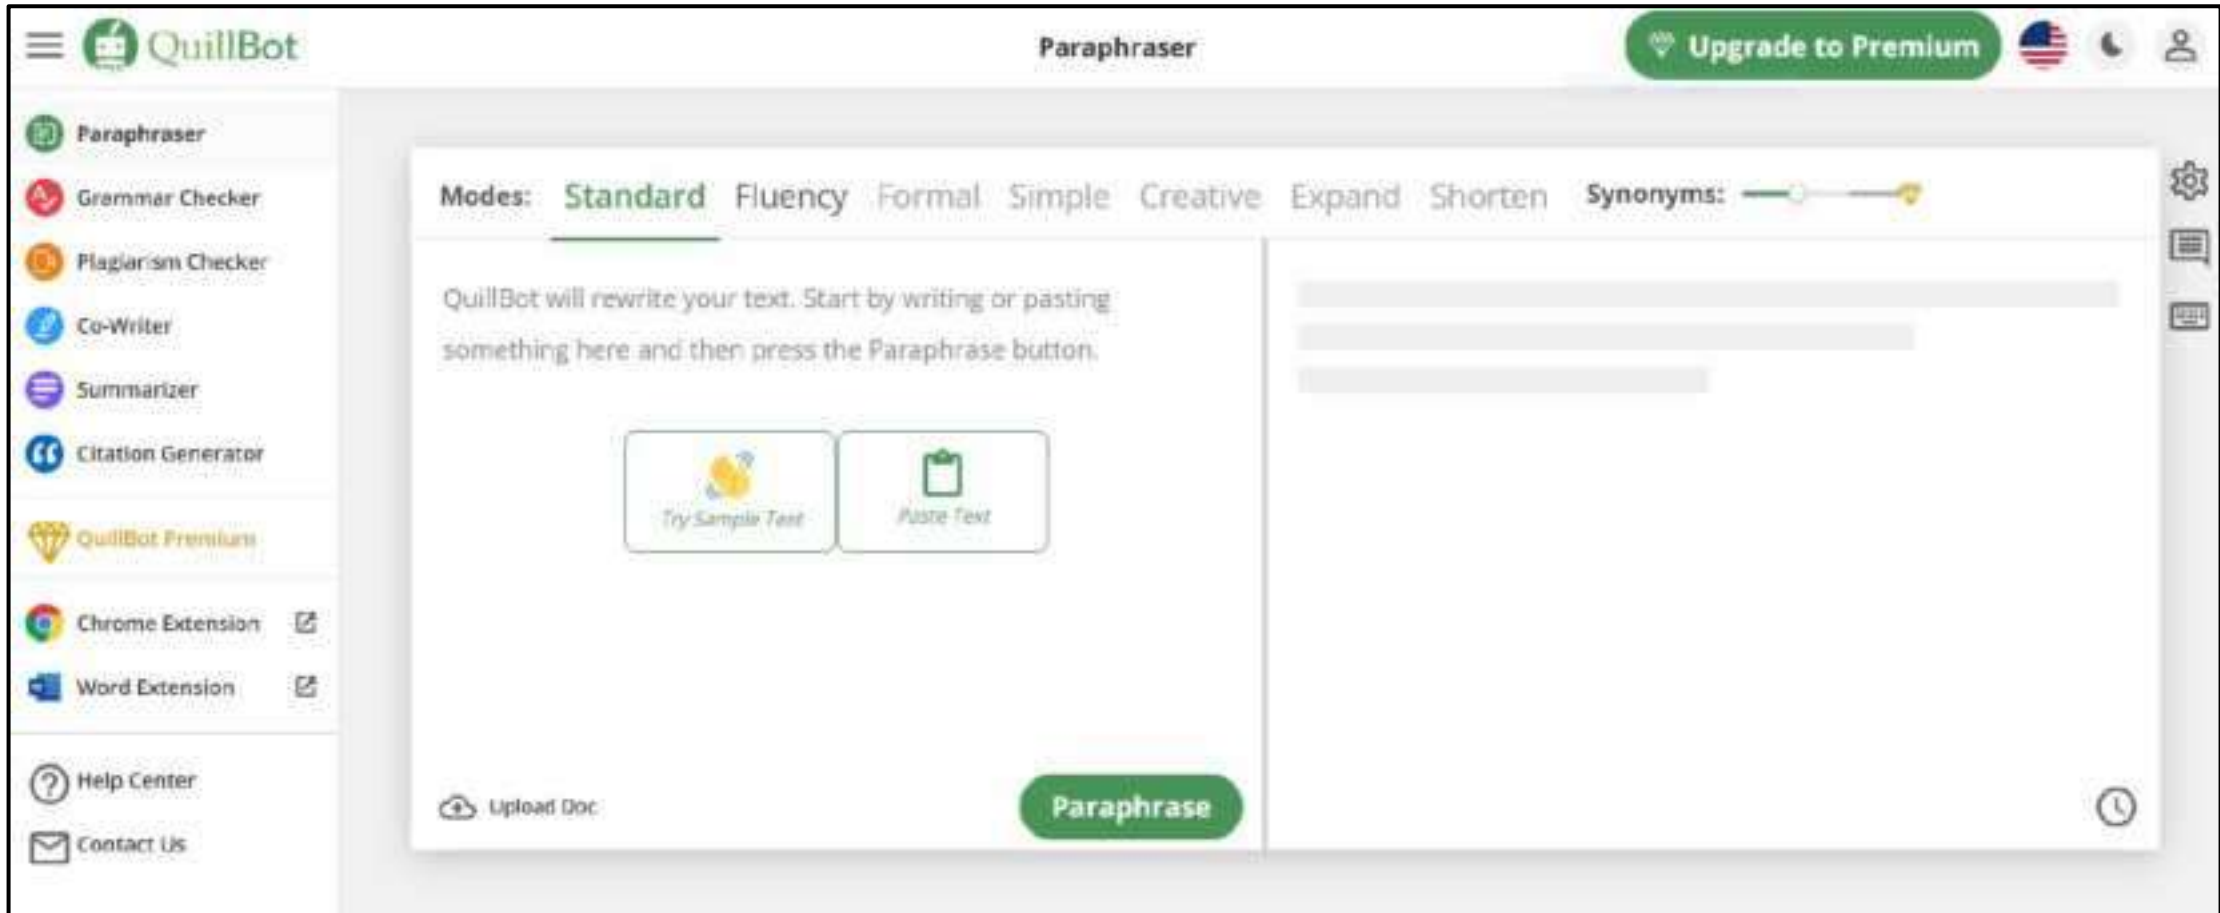 QuillBot
Paraphraser
Upgrade to Premium
Paraphraser
Grammar Checker
Plagiarism Checker
Co-Writer
Summarizer
Citation Generator
QuillBot Premium
Chrome Extension
Word Extension
Help Center
Contact Us
Modes: Standard Fluency Formal Simple Creative Expand Shorten Synonyms:
QuillBot will rewrite your text. Start by writing or pasting
something here and then press the Paraphrase button.
Try Sample Text
Paste Text
Upload Doc
Paraphrase